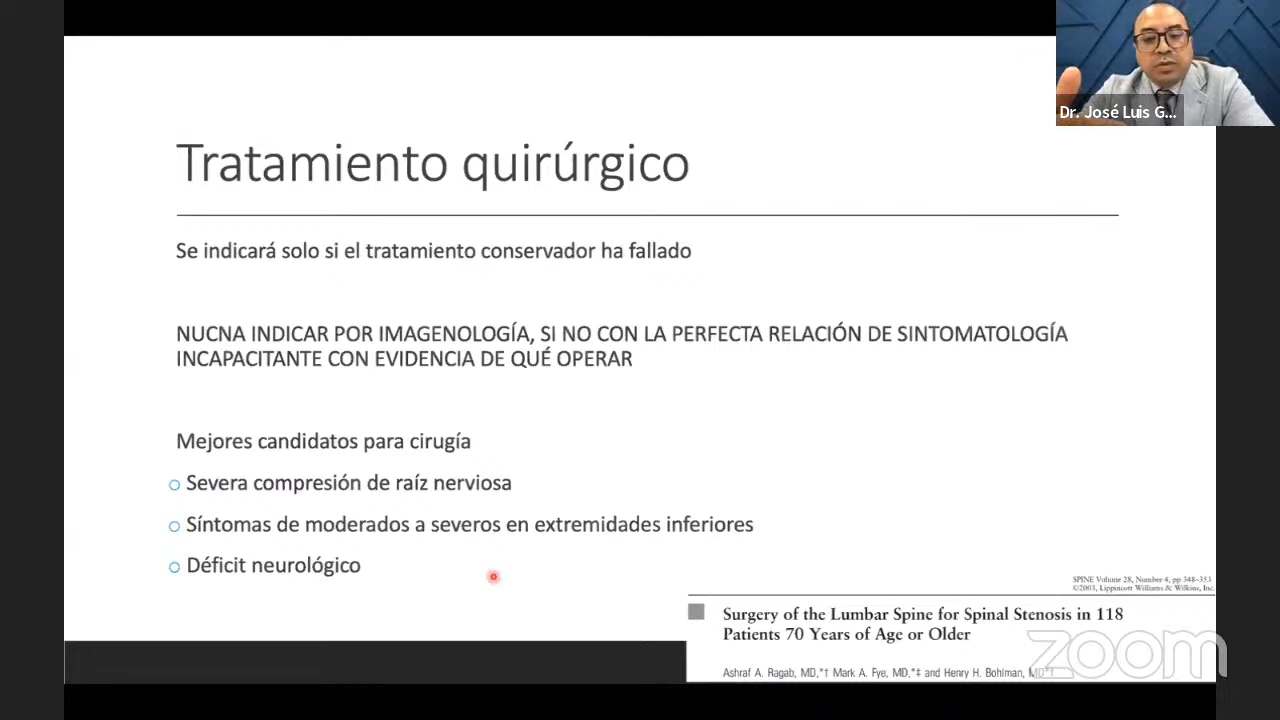 Dr. José Luis G...
Tratamiento quirúrgico
Se indicará solo si el tratamiento conservador ha fallado
NUCNA INDICAR POR IMAGENOLOGÍA, SI NO CON LA PERFECTA RELACIÓN DE SINTOMATOLOGÍA
INCAPACITANTE CON EVIDENCIA DE QUÉ OPERAR
Mejores candidatos para cirugía
Severa compresión de raíz nerviosa
Síntomas de moderados a severos en extremidades inferiores
Déficit neurológico
SPINE Volume 28, Number 4, pp 348–353
©2003, Lippincott Williams & Wilkins, Inc.
Surgery of the Lumbar Spine for Spinal Stenosis in 118
Patients 70 Years of Age or Older
Ashraf A. Ragab, MD,*† Mark A. Fye, MD,*‡ and Henry H. Bohlman, MD*†
zoom